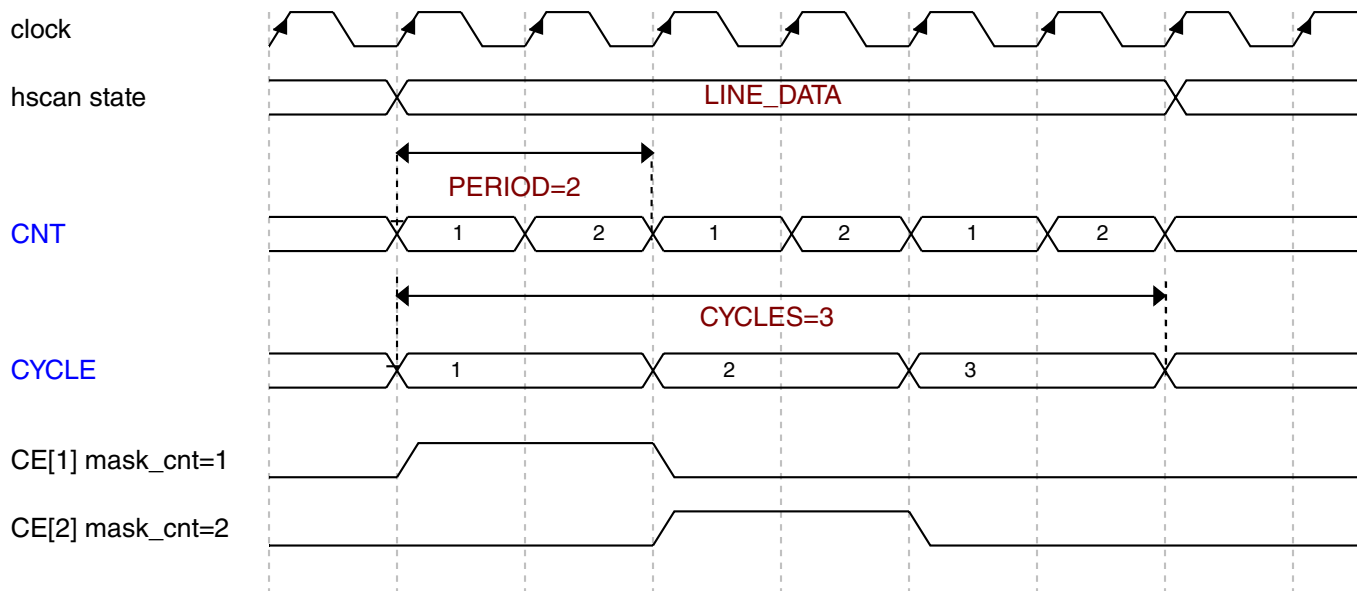 clock
hscan state
LINE_DATA
PERIOD=2
CNT
1 2 1 2 1 2
CYCLES=3
CYCLE
1 2 3
CE[1] mask_cnt=1
CE[2] mask_cnt=2